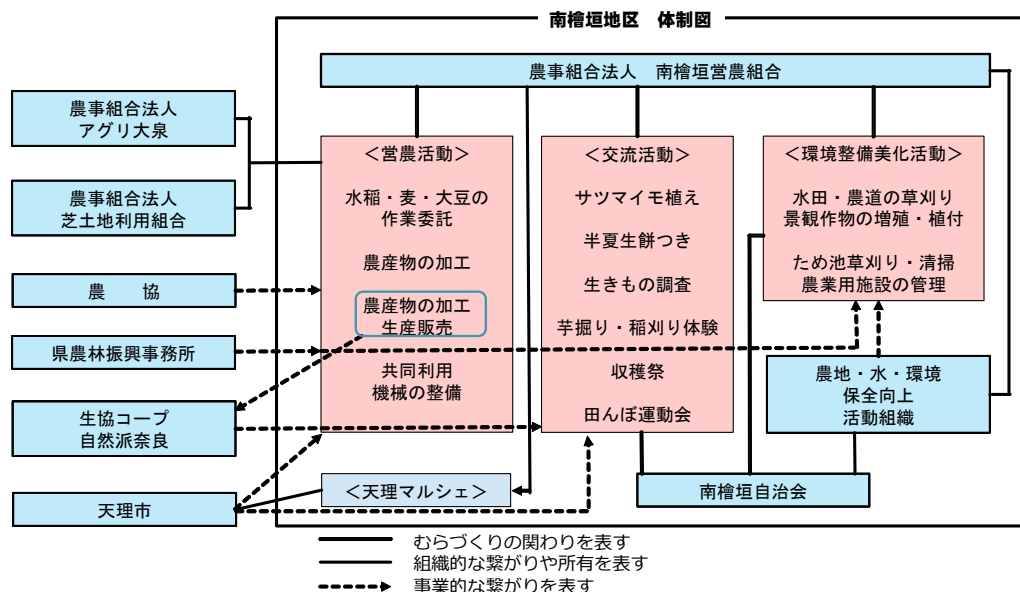 南檜垣地区　体制図
農事組合法人　南檜垣営農組合
農事組合法人
アグリ大泉
農事組合法人
芝土地利用組合
農　　協
県農林振興事務所
生協コープ
自然派奈良
天理市
＜営農活動＞
水稲・麦・大豆の
作業委託
農産物の加工
農産物の加工
生産販売
共同利用
機械の整備
＜天理マルシェ＞
＜交流活動＞
サツマイモ植え
半夏生餅つき
生きもの調査
芋掘り・稲刈り体験
収穫祭
田んぼ運動会
＜環境整備美化活動＞
水田・農道の草刈り
景観作物の増殖・植付
ため池草刈り・清掃
農業用施設の管理
農地・水・環境
保全向上
活動組織
南檜垣自治会
むらづくりの関わりを表す
組織的な繋がりや所有を表す
事業的な繋がりを表す